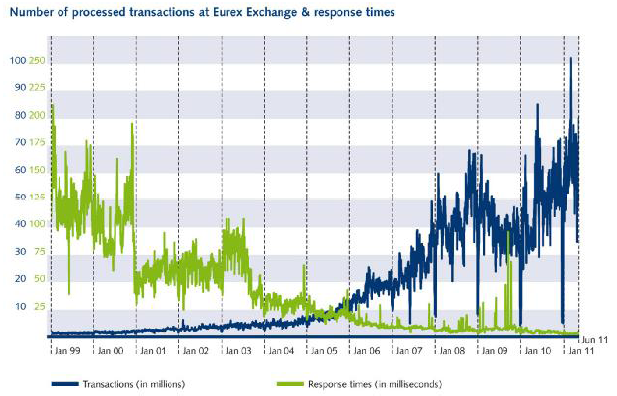 Number of processed transactions at Eurex Exchange & response times
100 250
90 225
80 200
70 175
60 150
50 125
40 100
30 75
20 50
10 25
Jun 11
Jan 99 Jan 00 Jan 01 Jan 02 Jan 03 Jan 04 Jan 05 Jan 06 Jan 07 Jan 08 Jan 09 Jan 10 Jan 11
Transactions (in millions) Response times (in milliseconds)